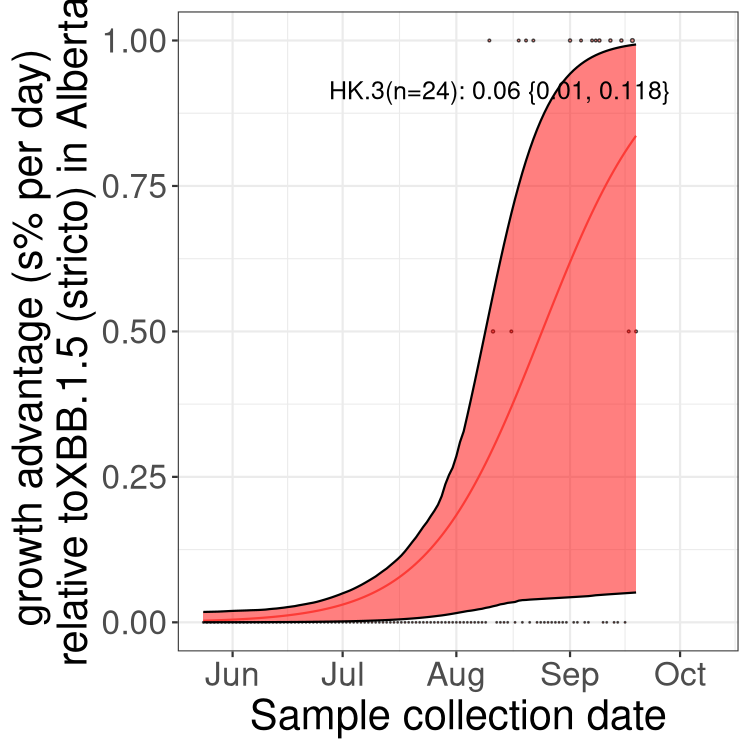 growth advantage (s% per day)
relative toXBB.1.5 (stricto) in Alberta
1.00
0.75
0.50
0.25
0.00
HK.3(n=24): 0.06 {0.01, 0.118}
Jun Jul Aug Sep Oct
Sample collection date